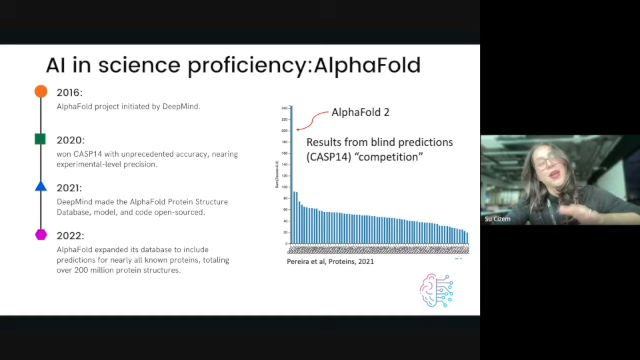 AI in science proficiency:AlphaFold
2016:
AlphaFold project initiated by DeepMind.
2020:
won CASP14 with unprecedented accuracy, nearing
experimental-level precision.
2021:
DeepMind made the AlphaFold Protein Structure
Database, model, and code open-sourced.
2022:
AlphaFold expanded its database to include
predictions for nearly all known proteins, totaling
over 200 million protein structures.
AlphaFold 2
Results from blind predictions
(CASP14) “competition”
Pereira et al, Proteins, 2021
SU Cizem